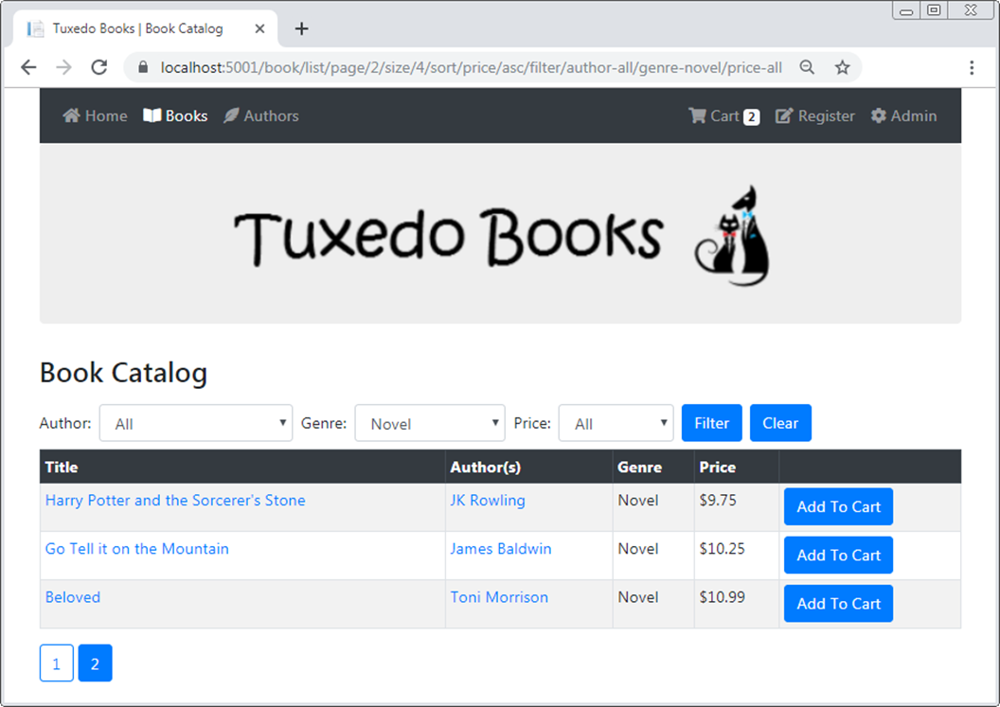 Tuxedo Books | Book Catalog
localhost:5001/book/list/page/2/size/4/sort/price/asc/filter/author-all/genre-novel/price-all
Home Books Authors Cart 2 Register Admin
Tuxedo Books
Book Catalog
Author: All Genre: Novel Price: All Filter Clear
Title Author(s) Genre Price
Harry Potter and the Sorcerer's Stone JK Rowling Novel $9.75 Add To Cart
Go Tell it on the Mountain James Baldwin Novel $10.25 Add To Cart
Beloved Toni Morrison Novel $10.99 Add To Cart
1 2